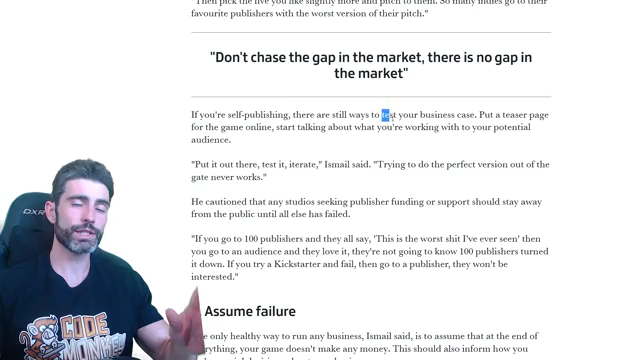 "Then pick the five you like slightly more and pitch to them. So many indies go to their
favourite publishers with the worst version of their pitch."
"Don't chase the gap in the market, there is no gap in
the market"
If you're self-publishing, there are still ways to test your business case. Put a teaser page
for the game online, start talking about what you're working with to your potential
audience.
"Put it out there, test it, iterate," Ismail said. "Trying to do the perfect version out of the
gate never works."
He cautioned that any studios seeking publisher funding or support should stay away
from the public until all else has failed.
"If you go to 100 publishers and they all say, 'This is the worst shit I've ever seen' then
you go to an audience and they love it, they're not going to know 100 publishers turned
it down. If you try a Kickstarter and fail, then go to a publisher, they won't be
interested."
Assume failure
only healthy way to run any business, Ismail said, is to assume that at the end of
everything, your game doesn't make any money. This should also inform how you
DXR
CODE
MONKEY